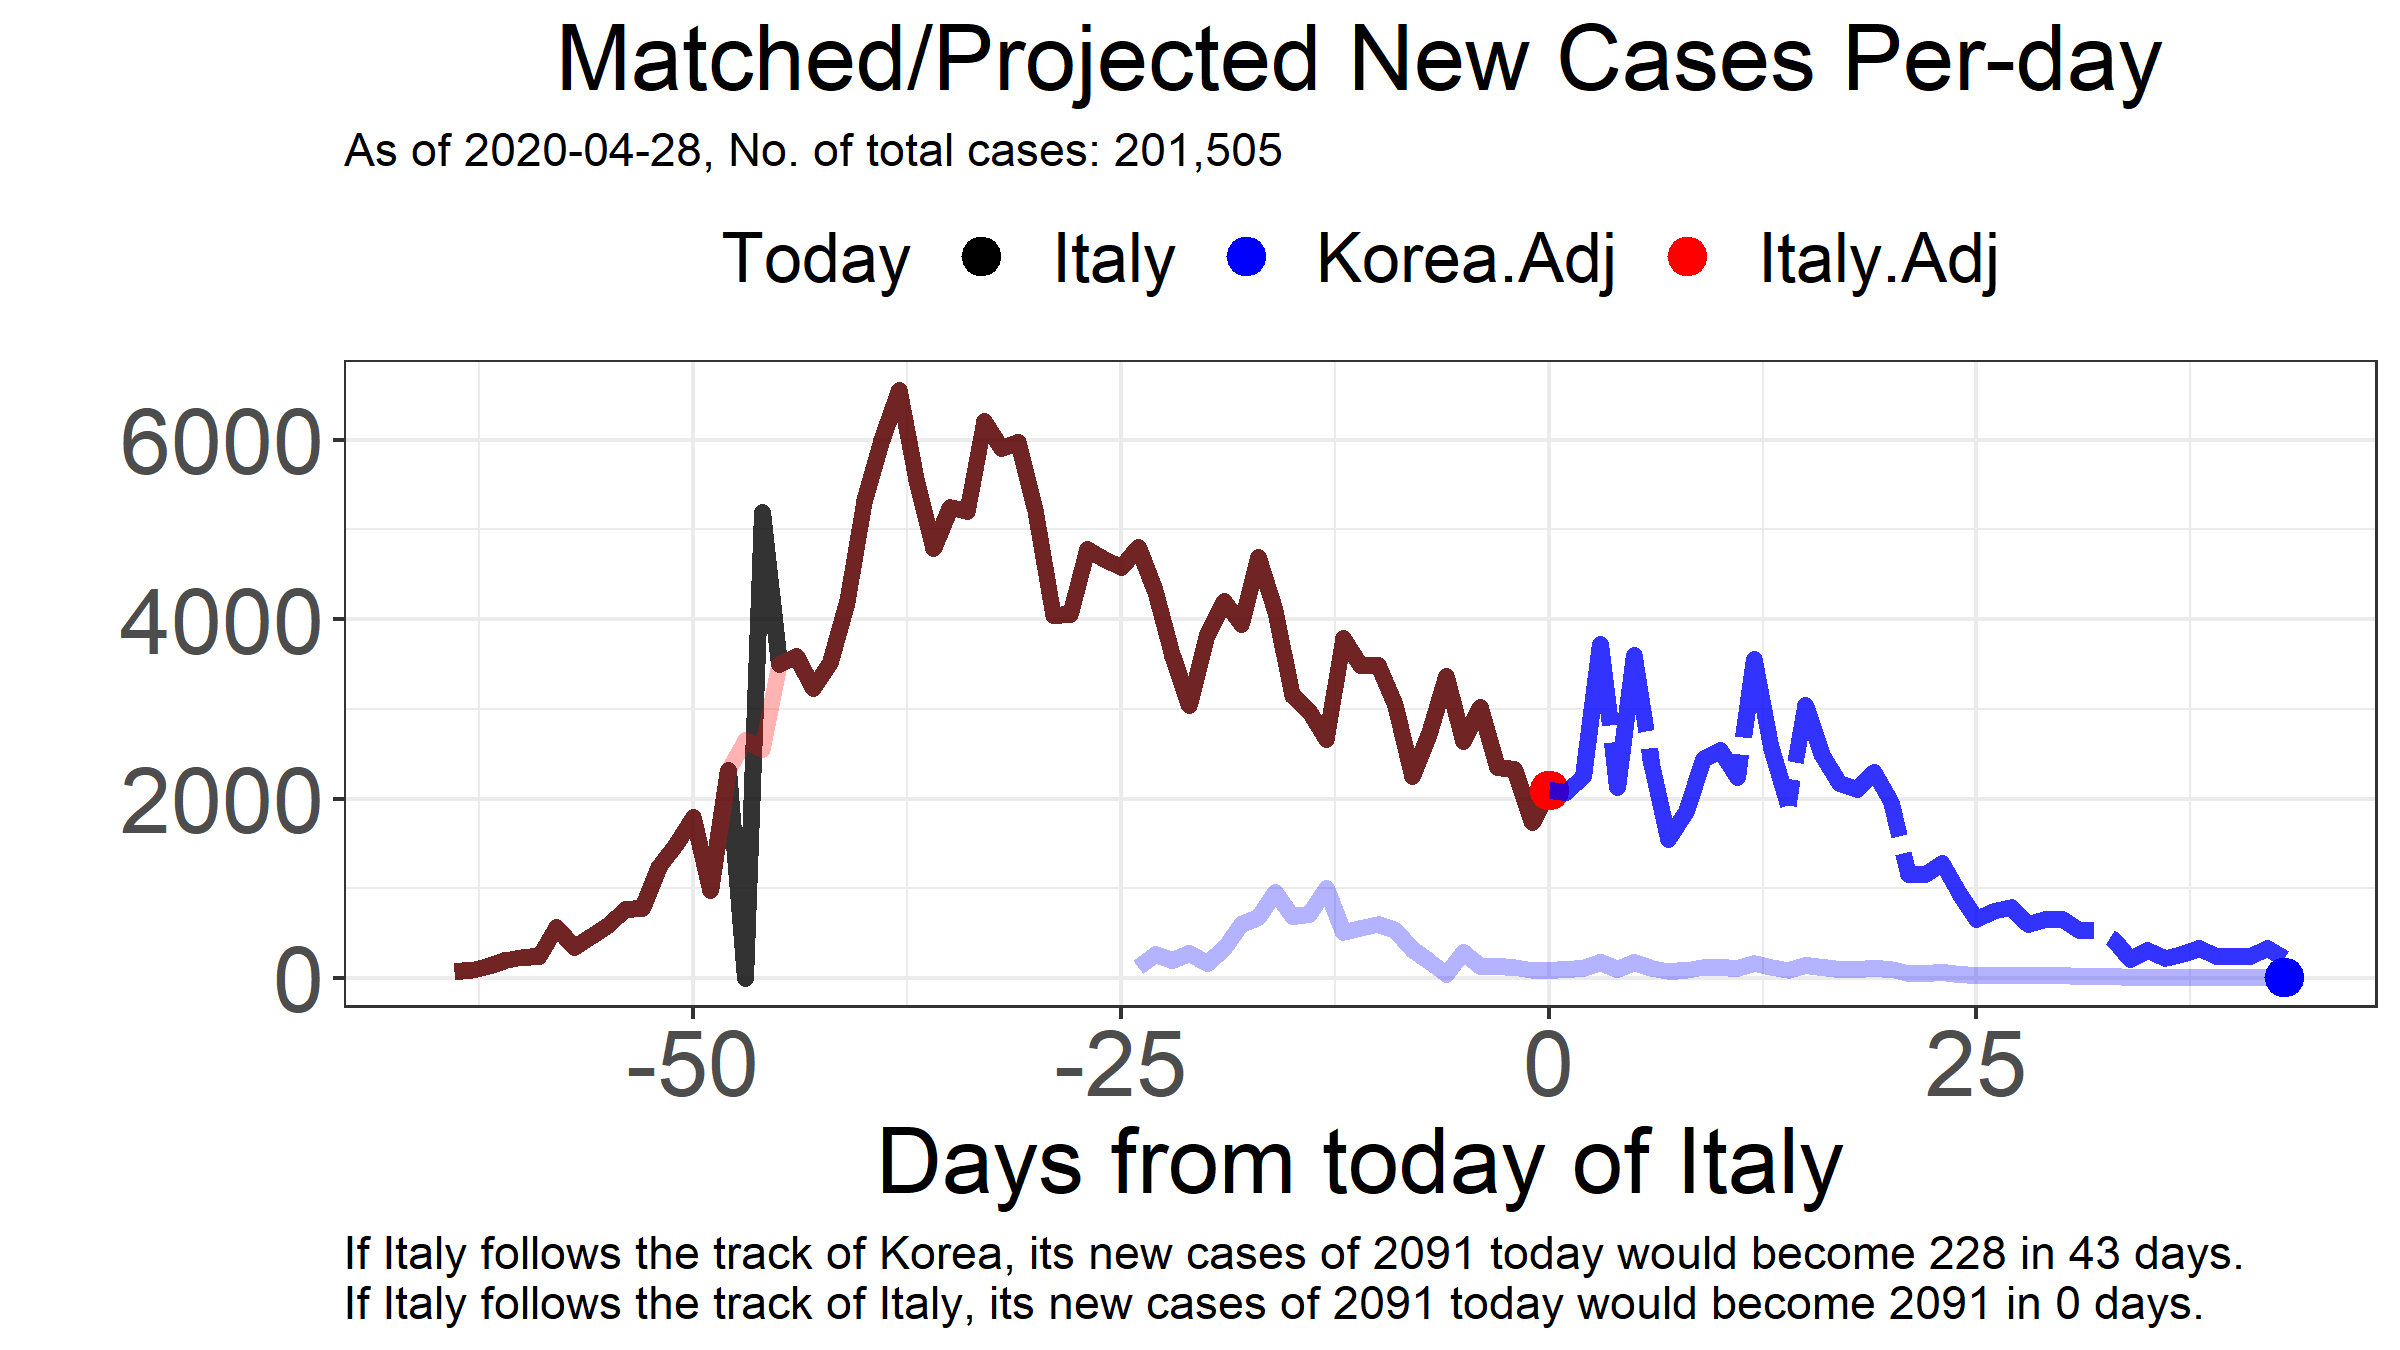 Matched/Projected New Cases Per-day
As of 2020-04-28, No. of total cases: 201,505
Today Italy Korea.Adj Italy.Adj
6000
4000
2000
0
-50 -25 0 25
Days from today of Italy
If Italy follows the track of Korea, its new cases of 2091 today would become 228 in 43 days.
If Italy follows the track of Italy, its new cases of 2091 today would become 2091 in 0 days.